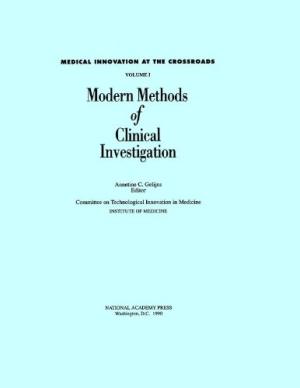 MEDICAL INNOVATION AT THE CROSSROADS
VOLUME I
Modern Methods
of
Clinical
Investigation
Annetine C. Gelijns
Editor
Committee on Technological Innovation in Medicine
INSTITUTE OF MEDICINE
NATIONAL ACADEMY PRESS
Washington, D.C. 1990